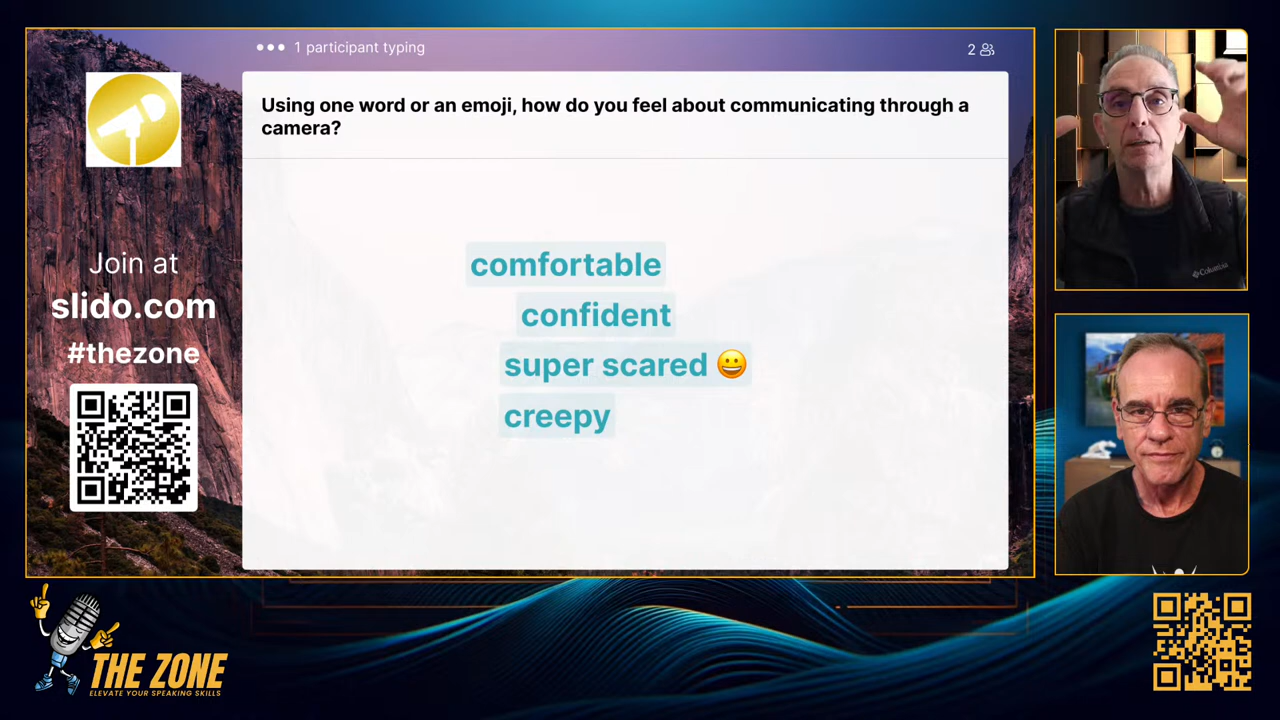 1 participant typing
2
Using one word or an emoji, how do you feel about communicating through a
camera?
comfortable
confident
super scared 😀
creepy
Join at
slido.com
#thezone
Columbia
THE ZONE
ELEVATE YOUR SPEAKING SKILLS